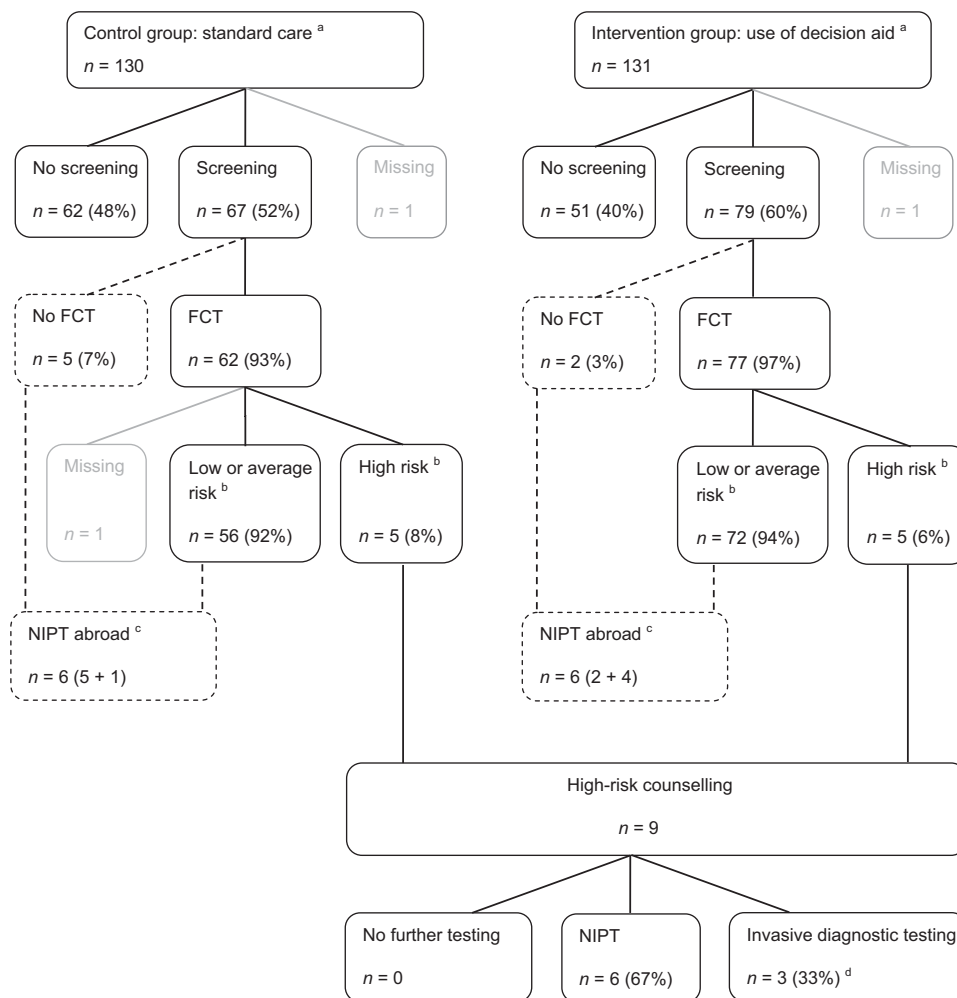 Control group: standard care a
n = 130
Intervention group: use of decision aid a
n = 131
No screening
n = 62 (48%)
Screening
n = 67 (52%)
Missing
n = 1
No screening
n = 51 (40%)
Screening
n = 79 (60%)
Missing
n = 1
No FCT
n = 5 (7%)
FCT
n = 62 (93%)
No FCT
n = 2 (3%)
FCT
n = 77 (97%)
Missing
n = 1
Low or average
risk b
n = 56 (92%)
High risk b
n = 5 (8%)
Low or average
risk b
n = 72 (94%)
High risk b
n = 5 (6%)
NIPT abroad c
n = 6 (5 + 1)
NIPT abroad c
n = 6 (2 + 4)
High-risk counselling
n = 9
No further testing
n = 0
NIPT
n = 6 (67%)
Invasive diagnostic testing
n = 3 (33%) d